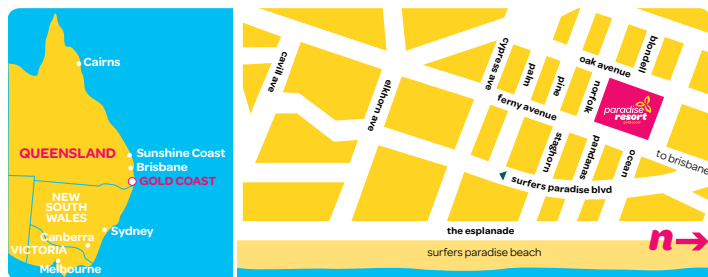 Cairns
QUEENSLAND
Sunshine Coast
Brisbane
GOLD COAST
NEW
SOUTH
WALES
Sydney
Canberra
VICTORIA
Melbourne
cavill ave
elkhorn ave
cypress ave
palm
pine
norfolk
oak avenue
blondell
ferny avenue
paradise
resort
staghorn
pandanas
ocean
to brisbane
surfers paradise blvd
the esplanade
n
surfers paradise beach